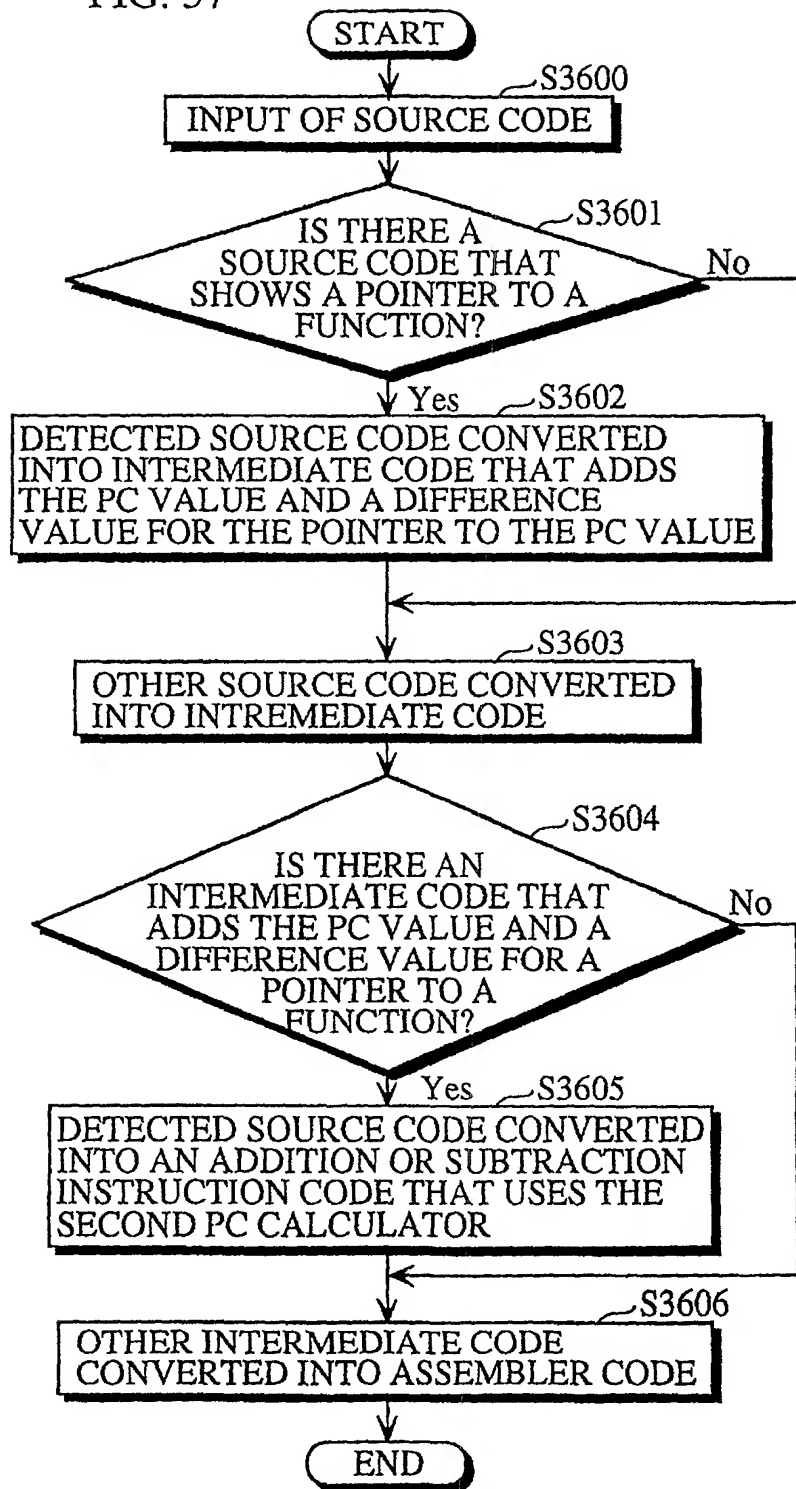 FIG. 37
START
S3600
INPUT OF SOURCE CODE
S3601
IS THERE A
SOURCE CODE THAT
SHOWS A POINTER TO A
FUNCTION?
No
Yes
S3602
DETECTED SOURCE CODE CONVERTED
INTO INTERMEDIATE CODE THAT ADDS
THE PC VALUE AND A DIFFERENCE
VALUE FOR THE POINTER TO THE PC VALUE
S3603
OTHER SOURCE CODE CONVERTED
INTO INTREMEDIATE CODE
S3604
IS THERE AN
INTERMEDIATE CODE THAT
ADDS THE PC VALUE AND A
DIFFERENCE VALUE FOR A
POINTER TO A
FUNCTION?
No
Yes
S3605
DETECTED SOURCE CODE CONVERTED
INTO AN ADDITION OR SUBTRACTION
INSTRUCTION CODE THAT USES THE
SECOND PC CALCULATOR
S3606
OTHER INTERMEDIATE CODE
CONVERTED INTO ASSEMBLER CODE
END